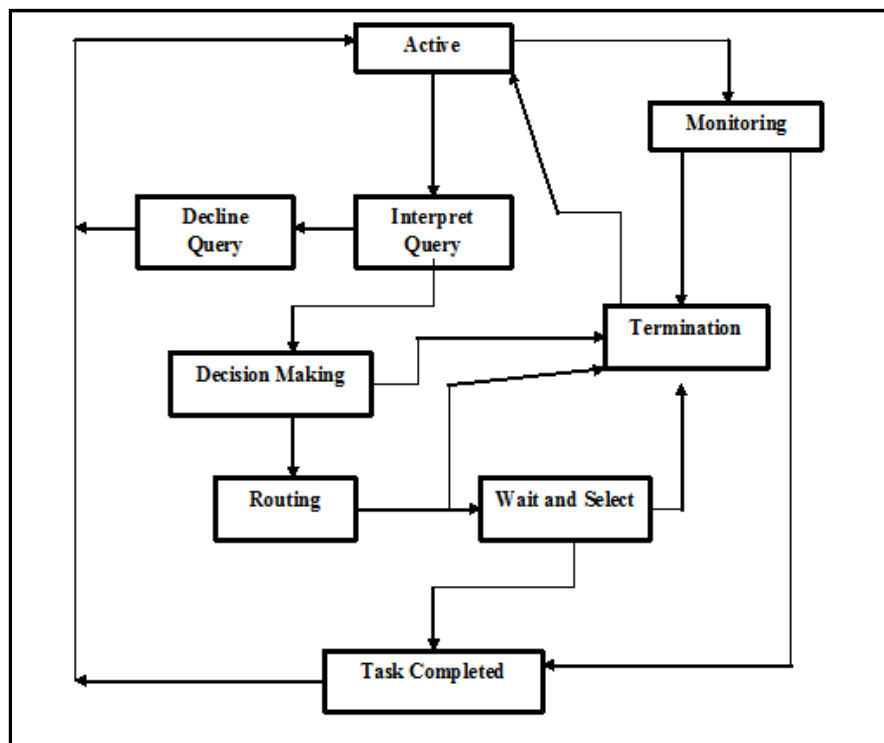 Active
Monitoring
Decline
Query
Interpret
Query
Termination
Decision Making
Routing
Wait and Select
Task Completed